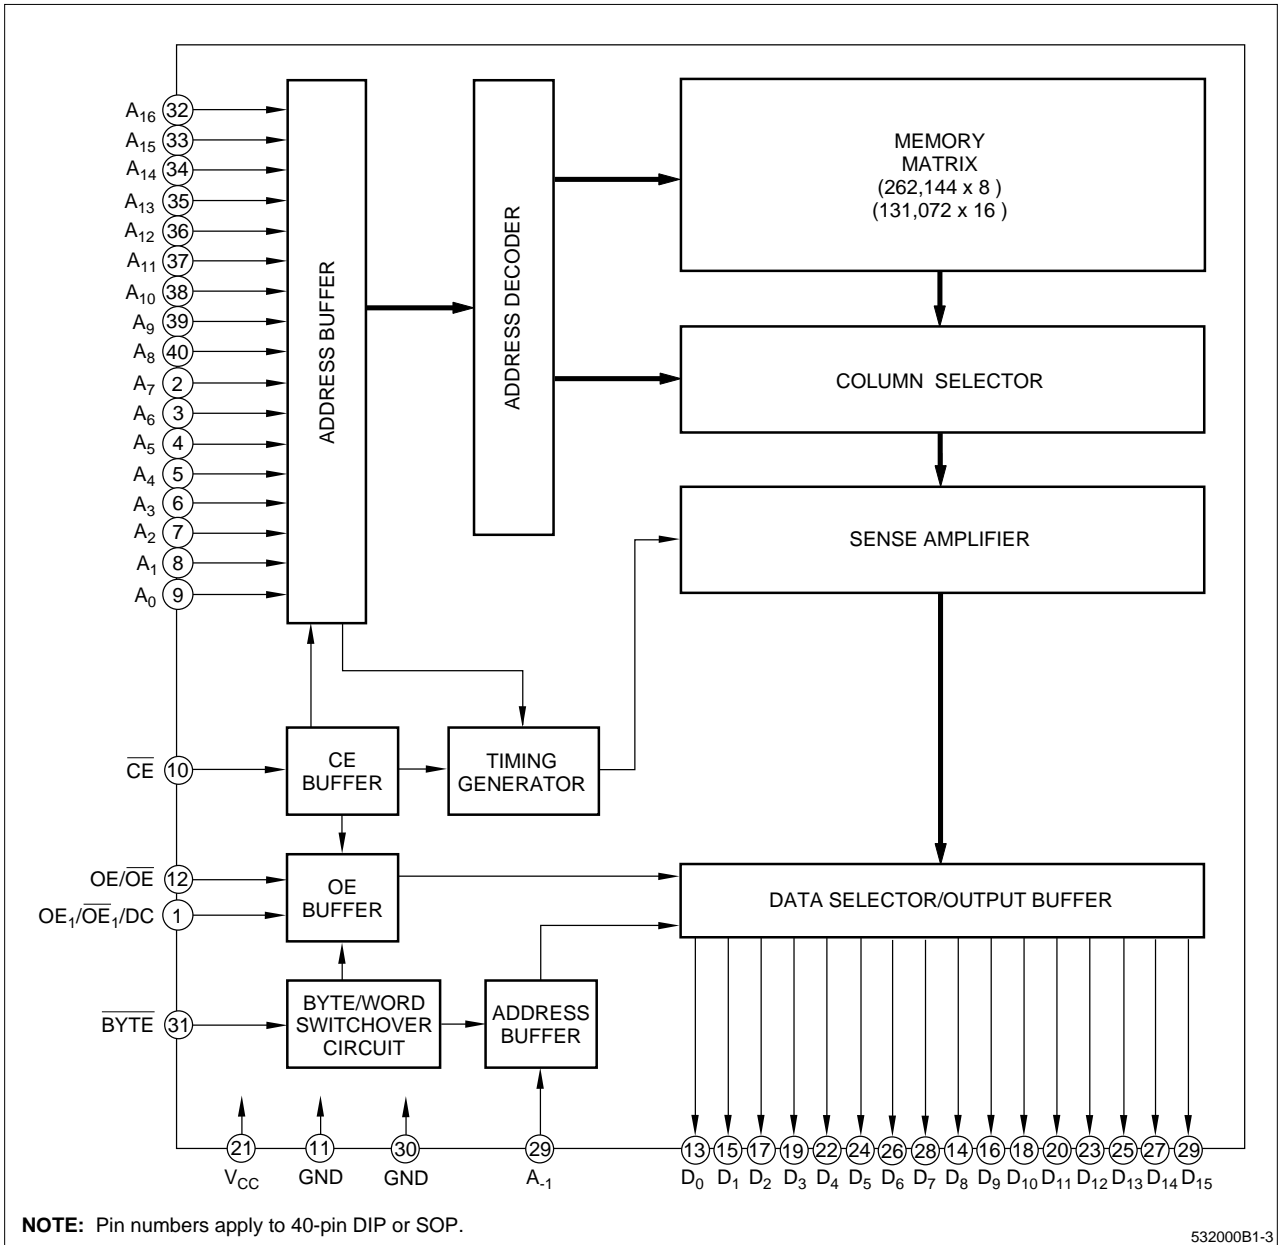 A16 32
A15 33
A14 34
A13 35
A12 36
A11 37
A10 38
A9 39
A8 40
A7 2
A6 3
A5 4
A4 5
A3 6
A2 7
A1 8
A0 9
ADDRESS BUFFER
ADDRESS DECODER
MEMORY
MATRIX
(262,144 x 8 )
(131,072 x 16 )
COLUMN SELECTOR
SENSE AMPLIFIER
C̅E̅ 10
CE
BUFFER
TIMING
GENERATOR
OE/O̅E̅ 12
OE1/O̅E̅1/DC 1
OE
BUFFER
DATA SELECTOR/OUTPUT BUFFER
B̅Y̅T̅E̅ 31
BYTE/WORD
SWITCHOVER
CIRCUIT
ADDRESS
BUFFER
21 11 30 29 13 15 17 19 22 24 26 28 14 16 18 20 23 25 27 29
VCC GND GND A-1 D0 D1 D2 D3 D4 D5 D6 D7 D8 D9 D10 D11 D12 D13 D14 D15
NOTE: Pin numbers apply to 40-pin DIP or SOP.
532000B1-3